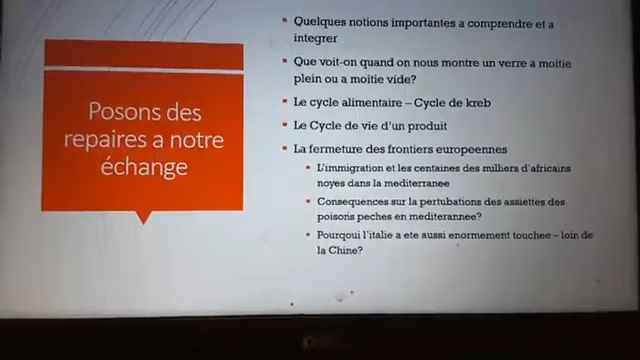 Posons des
repaires a notre
échange
Quelques notions importantes a comprendre et a
integrer
Que voit-on quand on nous montre un verre a moitie
plein ou a moitie vide?
Le cycle alimentaire – Cycle de kreb
Le Cycle de vie d'un produit
La fermeture des frontiers europeennes
L'immigration et les centaines des milliers d'africains
noyes dans la mediterranee
Consequences sur la pertubations des assiettes des
poisons peches en mediterannee?
Pourqoui l'italie a ete aussi enormement touchee – loin de
la Chine?